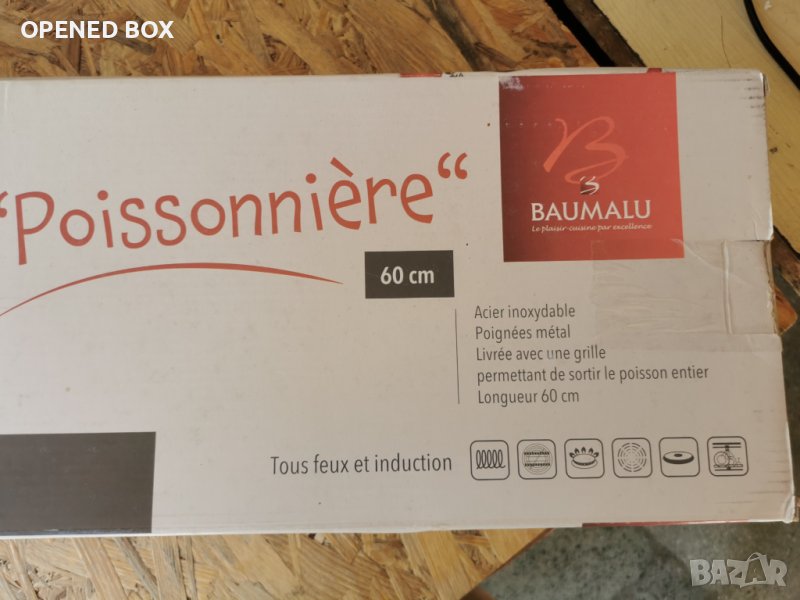 OPENED BOX
“Poissonnière“
60 cm
B
BAUMALU
Le plaisir cuisine par excellence
Acier inoxydable
Poignées métal
Livrée avec une grille
permettant de sortir le poisson entier
Longueur 60 cm
Tous feux et induction
BAZAR